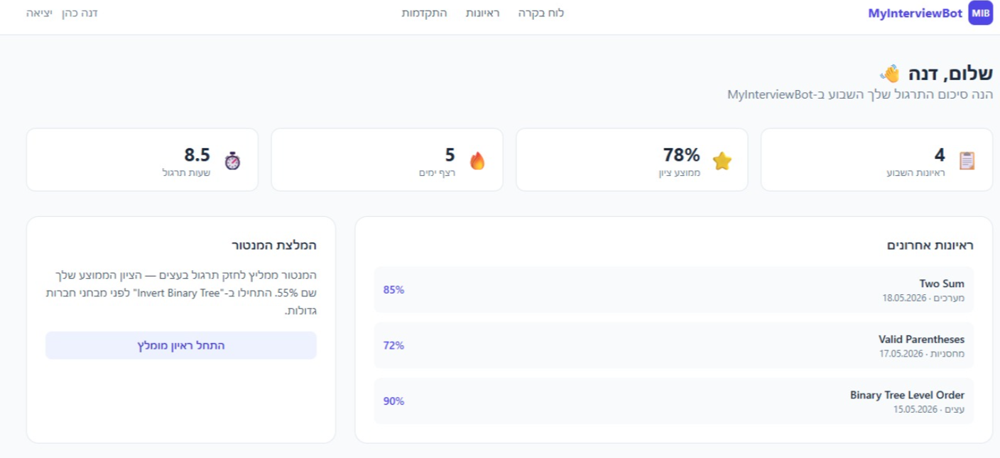 MIB MyInterviewBot
לוח בקרה ראיונות התקדמות
דנה כהן יציאה
שלום, דנה 👋
הנה סיכום התרגול שלך השבוע ב-MyInterviewBot
4
ראיונות השבוע
78%
ממוצע ציון
5
רצף ימים
8.5
שעות תרגול
ראיונות אחרונים
Two Sum
מערכים · 18.05.2026
85%
Valid Parentheses
מחסניות · 17.05.2026
72%
Binary Tree Level Order
עצים · 15.05.2026
90%
המלצת המנטור
המנטור ממליץ לחזק תרגול בעצים — הציון הממוצע שלך
שם 55%. התחילו ב-"Invert Binary Tree" לפני מבחני חברות
גדולות.
התחל ראיון מומלץ